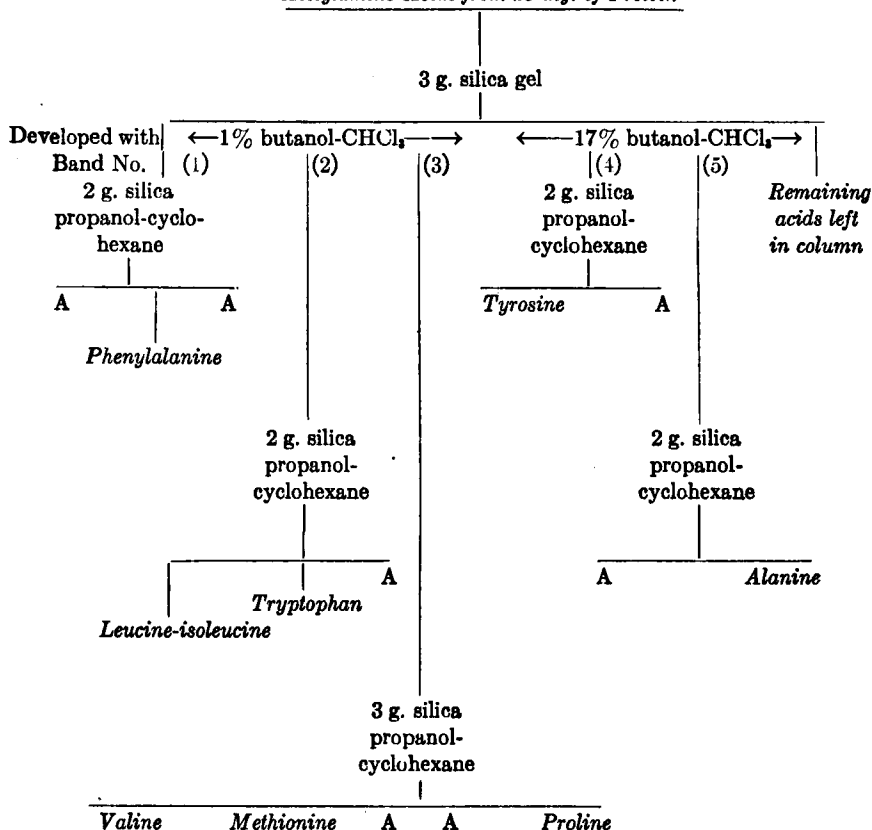 3 g. silica gel
Developed with ←1% butanol-CHCl₃→ ←17% butanol-CHCl₃→
Band No. (1) (2) (3) (4) (5)
2 g. silica
propanol-cyclo-
hexane
A A
Phenylalanine
2 g. silica
propanol-
cyclohexane
Tyrosine A
Remaining
acids left
in column
2 g. silica
propanol-
cyclohexane
A
Tryptophan
Leucine-isoleucine
2 g. silica
propanol-
cyclohexane
A Alanine
3 g. silica
propanol-
cyclohexane
Valine Methionine A A Proline